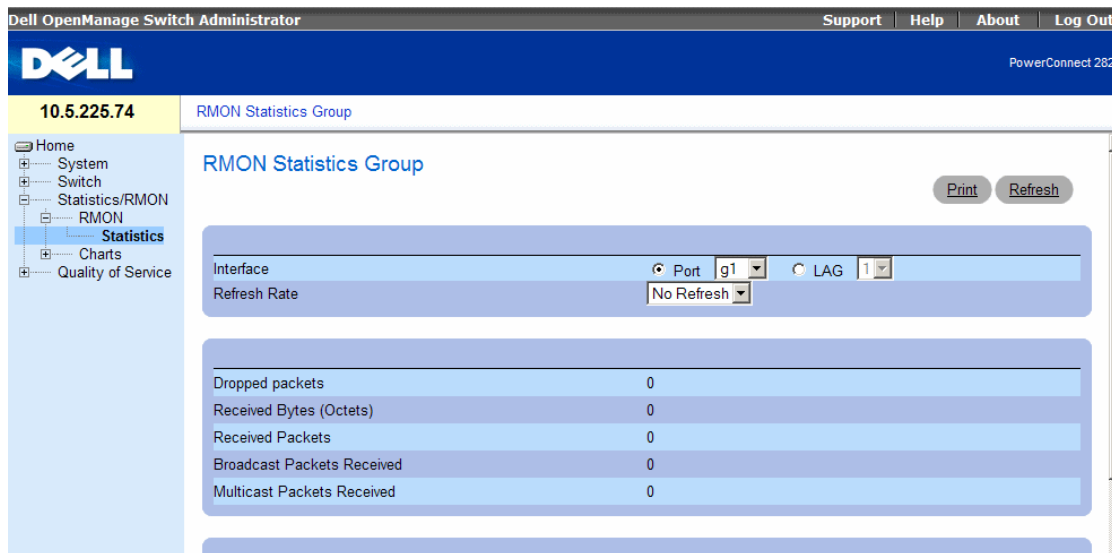 Dell OpenManage Switch Administrator Support Help About Log Out
DELL
PowerConnect 282
10.5.225.74
RMON Statistics Group
Home
System
Switch
Statistics/RMON
RMON
Statistics
Charts
Quality of Service
RMON Statistics Group
Print Refresh
Interface Port g1 LAG 1
Refresh Rate No Refresh
Dropped packets 0
Received Bytes (Octets) 0
Received Packets 0
Broadcast Packets Received 0
Multicast Packets Received 0